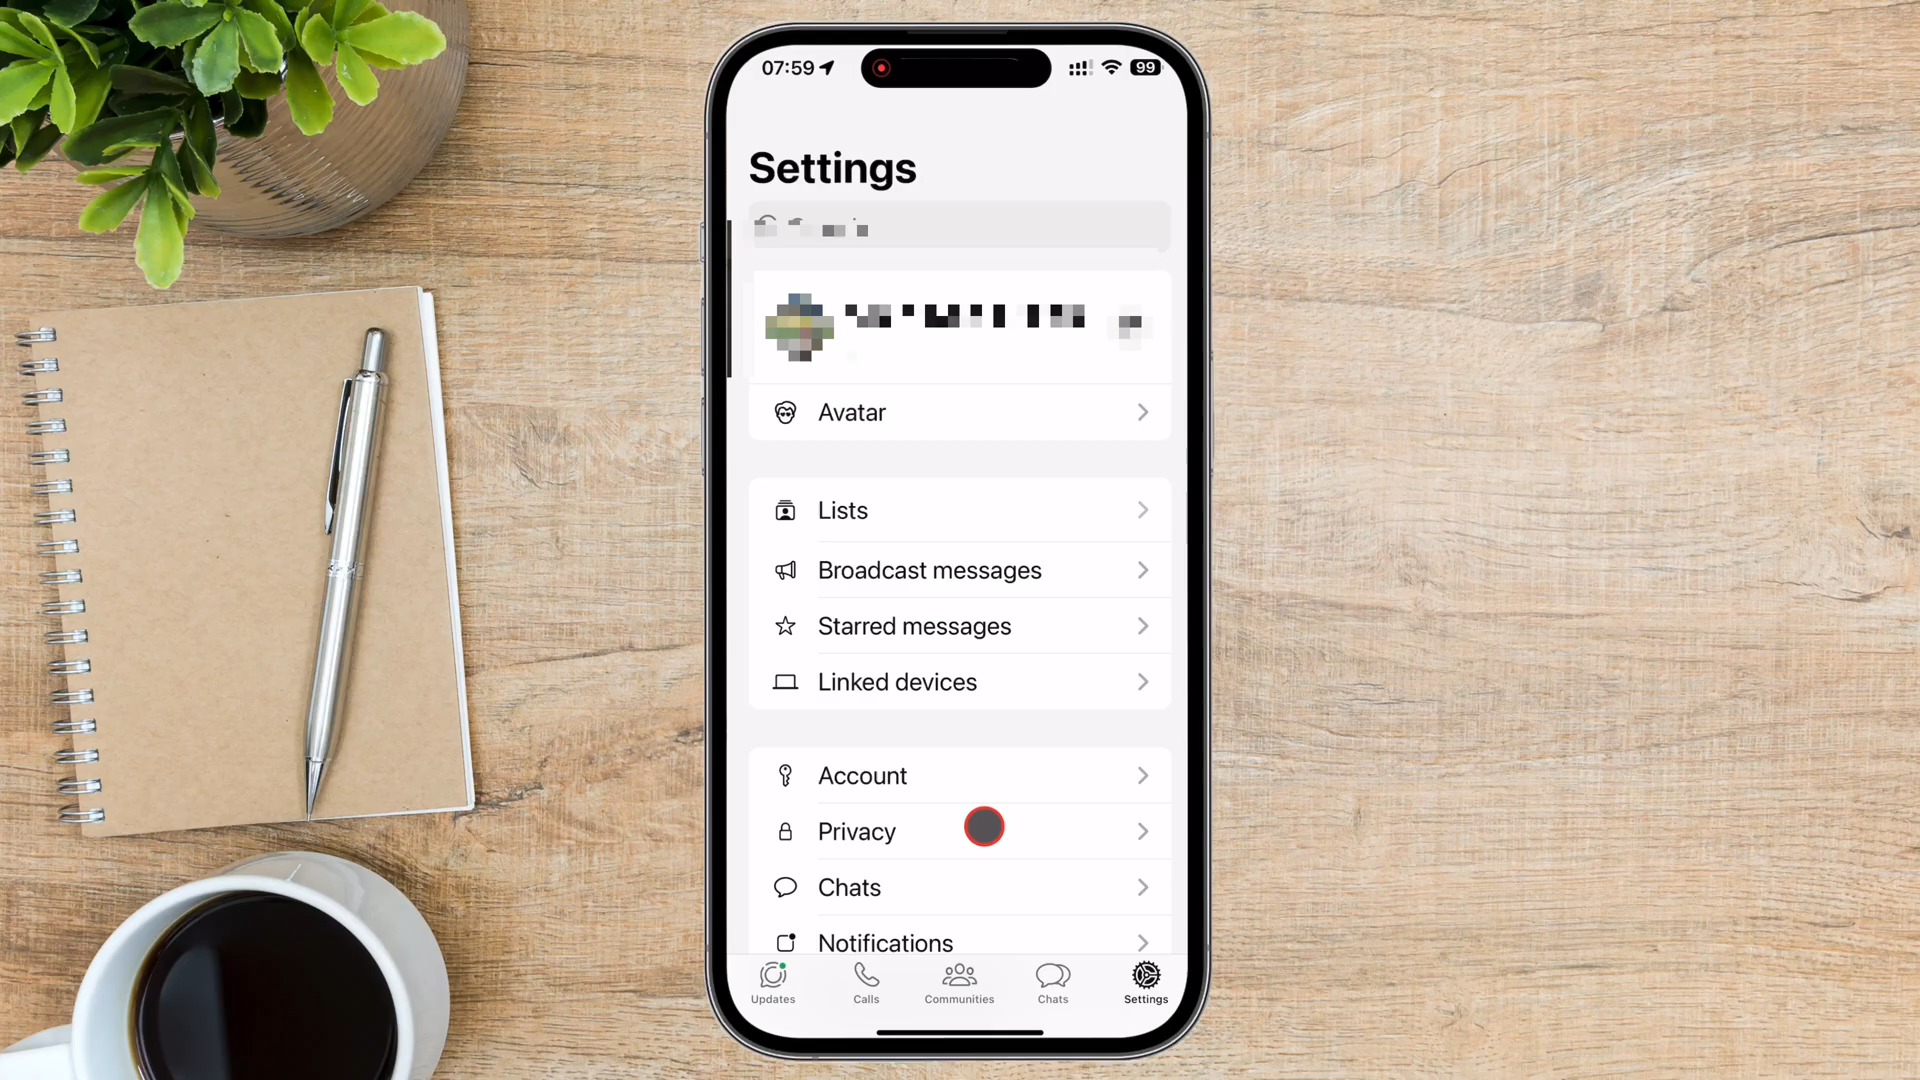 07:59
99
Settings
Avatar
Lists
Broadcast messages
Starred messages
Linked devices
Account
Privacy
Chats
Notifications
Updates
Calls
Communities
Chats
Settings